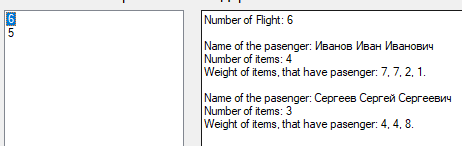 6
5
Number of Flight: 6
Name of the pasenger: Иванов Иван Иванович
Number of items: 4
Weight of items, that have pasenger: 7, 7, 2, 1.
Name of the pasenger: Сергеев Сергей Сергеевич
Number of items: 3
Weight of items, that have pasenger: 4, 4, 8.